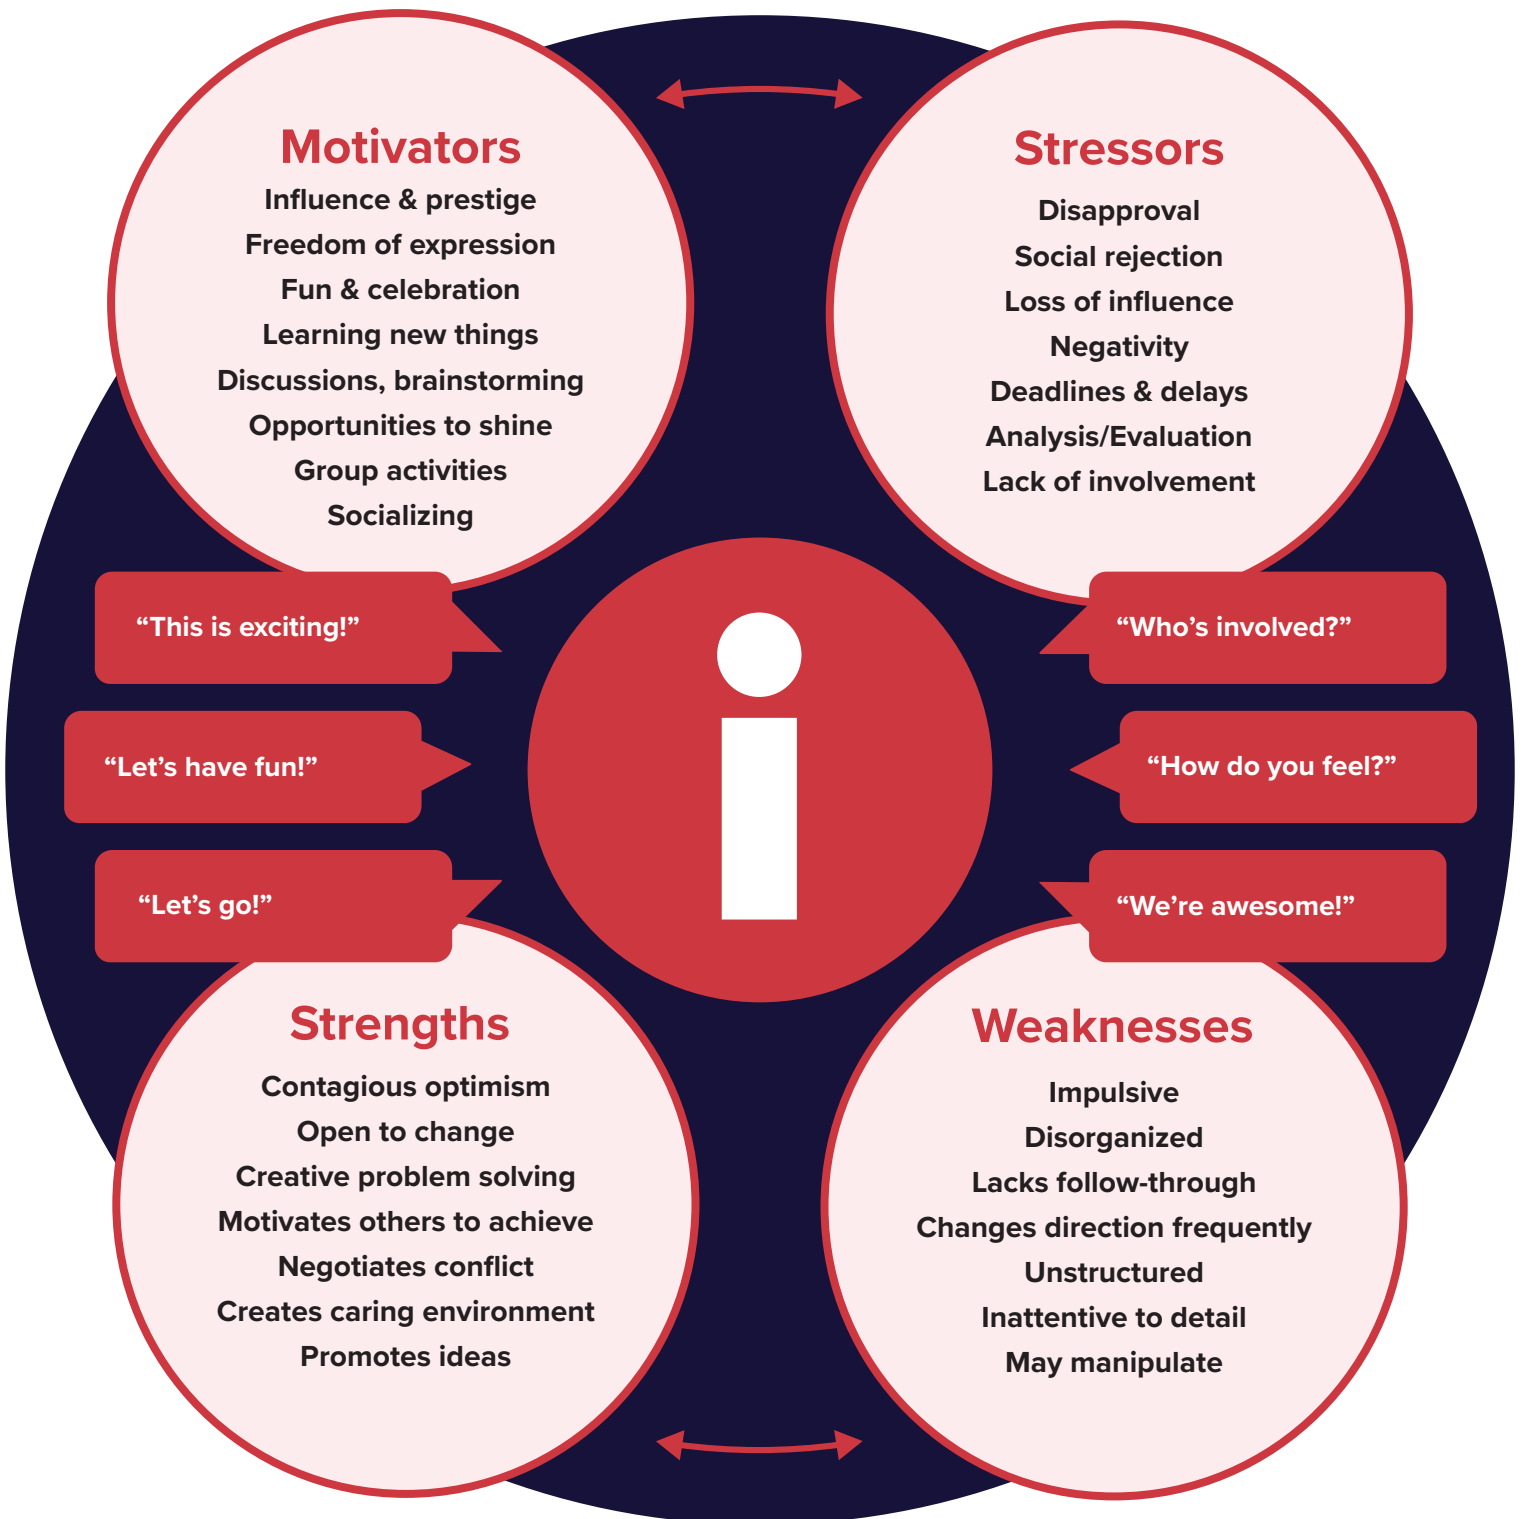 Motivators
Influence & prestige
Freedom of expression
Fun & celebration
Learning new things
Discussions, brainstorming
Opportunities to shine
Group activities
Socializing
Stressors
Disapproval
Social rejection
Loss of influence
Negativity
Deadlines & delays
Analysis/Evaluation
Lack of involvement
“This is exciting!”
“Let’s have fun!”
“Let’s go!”
i
“Who’s involved?”
“How do you feel?”
“We’re awesome!”
Strengths
Contagious optimism
Open to change
Creative problem solving
Motivates others to achieve
Negotiates conflict
Creates caring environment
Promotes ideas
Weaknesses
Impulsive
Disorganized
Lacks follow-through
Changes direction frequently
Unstructured
Inattentive to detail
May manipulate